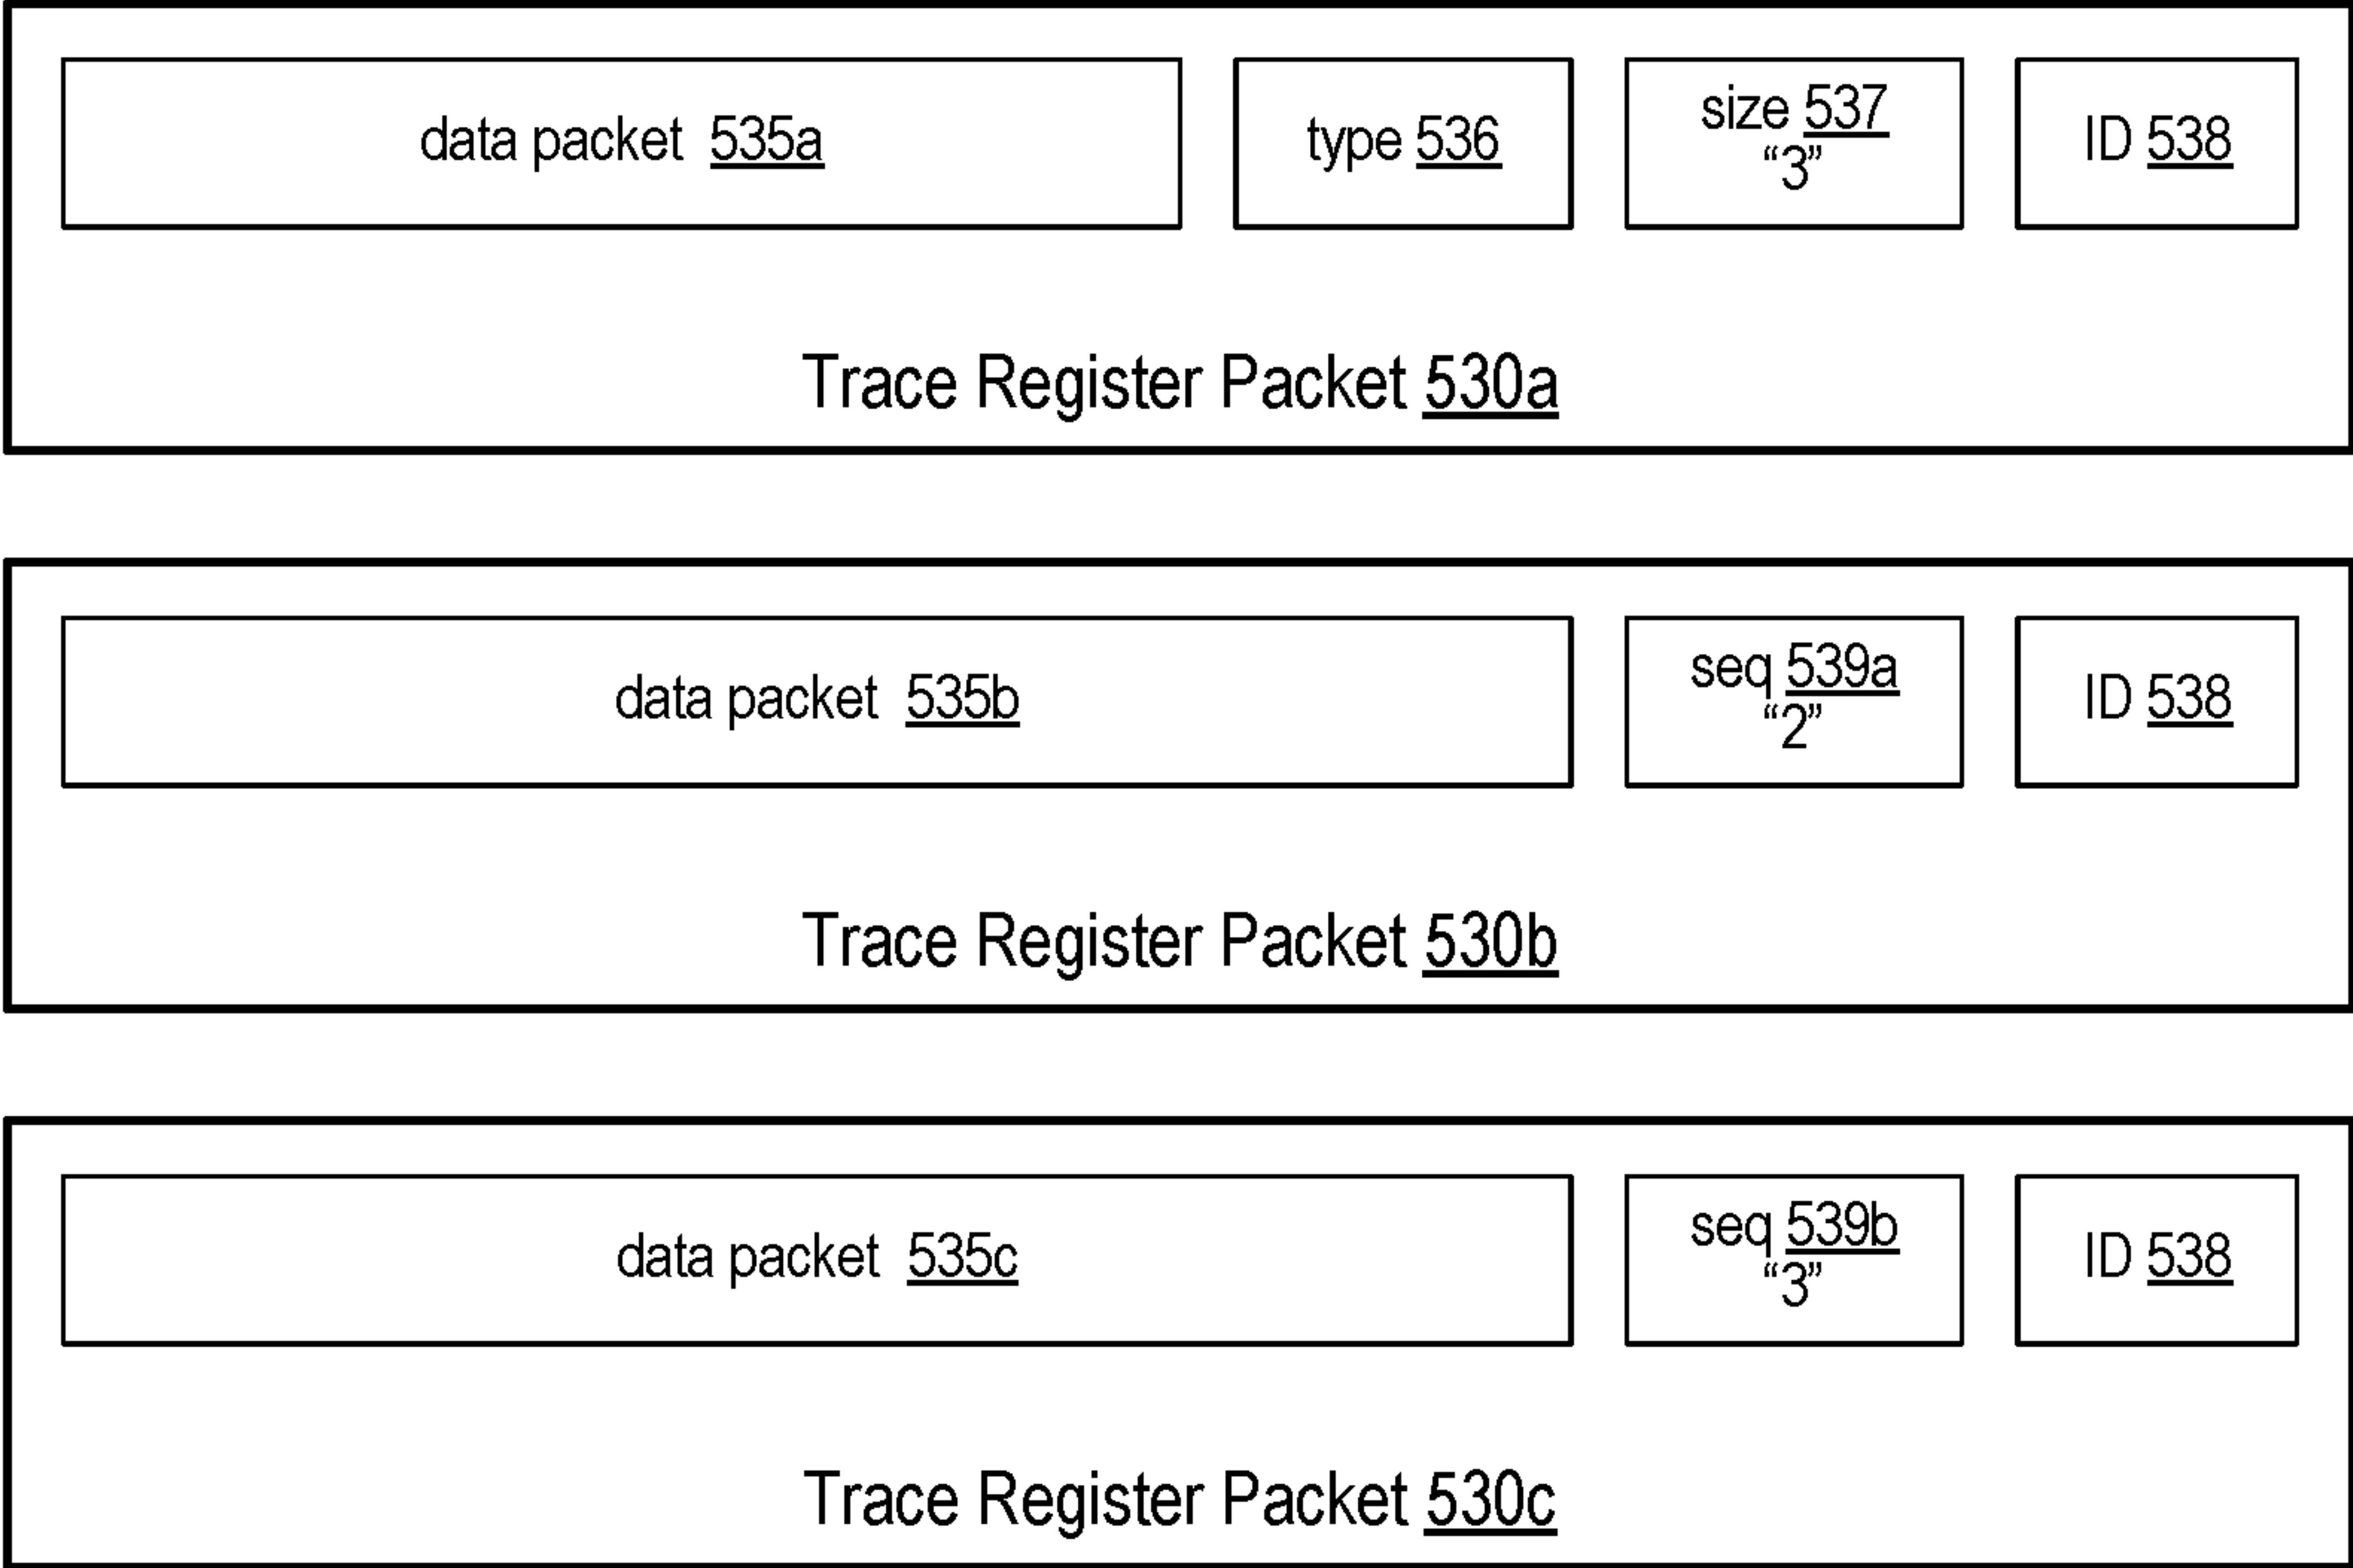 data packet 535a
type 536
size 537
“3”
ID 538
Trace Register Packet 530a
data packet 535b
seq 539a
“2”
ID 538
Trace Register Packet 530b
data packet 535c
seq 539b
“3”
ID 538
Trace Register Packet 530c